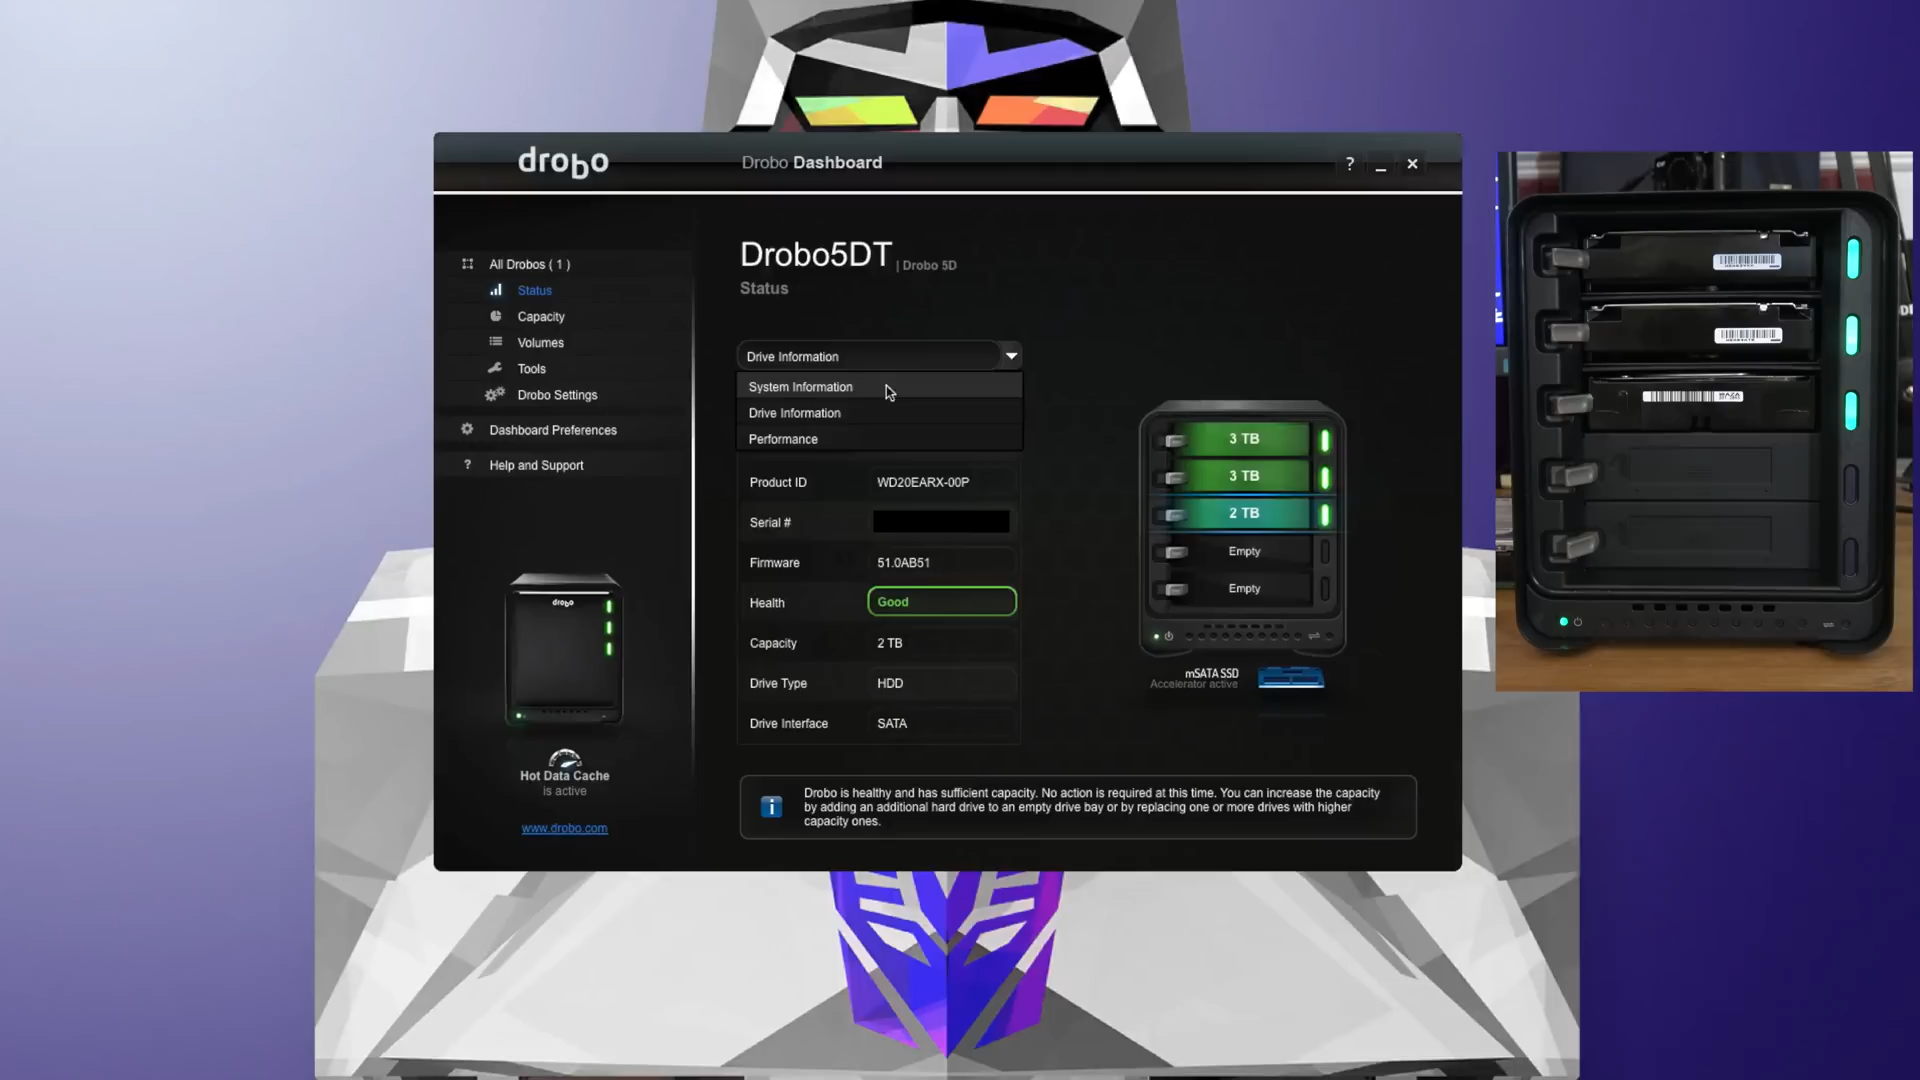 drobo
Drobo Dashboard
?
Drobo5DT | Drobo 5D
Status
All Drobos ( 1 )
Status
Capacity
Volumes
Tools
Drobo Settings
Dashboard Preferences
? Help and Support
drobo
Hot Data Cache
is active
www.drobo.com
Drive Information
System Information
Drive Information
Performance
Product ID WD20EARX-00P
Serial #
Firmware 51.0AB51
Health Good
Capacity 2 TB
Drive Type HDD
Drive Interface SATA
3 TB
3 TB
2 TB
Empty
Empty
mSATA SSD
Accelerator active
Drobo is healthy and has sufficient capacity. No action is required at this time. You can increase the capacity
by adding an additional hard drive to an empty drive bay or by replacing one or more drives with higher
capacity ones.